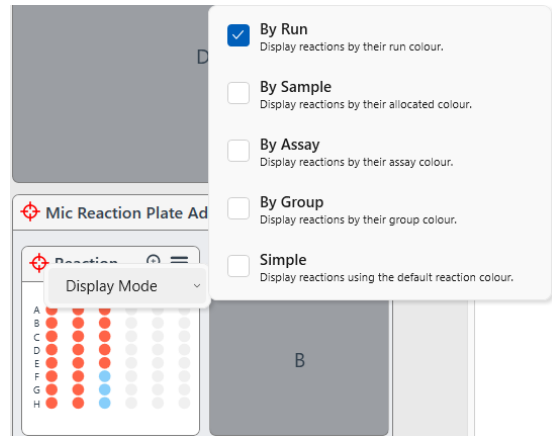 D
By Run
Display reactions by their run colour.
By Sample
Display reactions by their allocated colour.
By Assay
Display reactions by their assay colour.
By Group
Display reactions by their group colour.
Simple
Display reactions using the default reaction colour.
Mic Reaction Plate Ad
Reaction
Display Mode
A
B
C
D
E
F
G
H
B